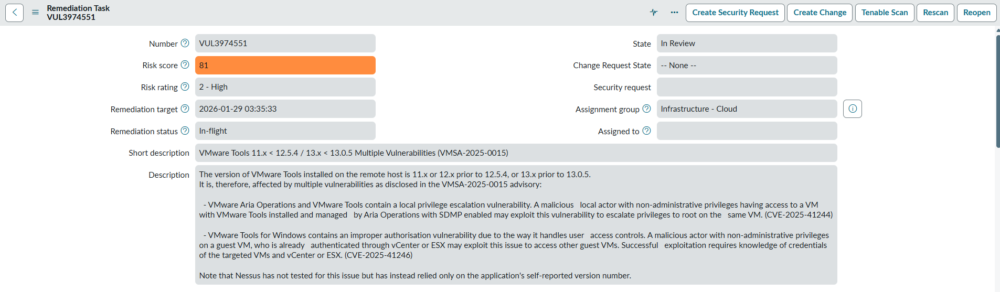 Remediation Task
VUL3974551
Create Security Request
Create Change
Tenable Scan
Rescan
Reopen
Number VUL3974551
State In Review
Risk score 81
Change Request State -- None --
Risk rating 2 - High
Security request
Remediation target 2026-01-29 03:35:33
Assignment group Infrastructure - Cloud
Remediation status In-flight
Assigned to
Short description VMware Tools 11.x < 12.5.4 / 13.x < 13.0.5 Multiple Vulnerabilities (VMSA-2025-0015)
Description The version of VMware Tools installed on the remote host is 11.x or 12.x prior to 12.5.4, or 13.x prior to 13.0.5.
It is, therefore, affected by multiple vulnerabilities as disclosed in the VMSA-2025-0015 advisory:
- VMware Aria Operations and VMware Tools contain a local privilege escalation vulnerability. A malicious local actor with non-administrative privileges having access to a VM
with VMware Tools installed and managed by Aria Operations with SDMP enabled may exploit this vulnerability to escalate privileges to root on the same VM. (CVE-2025-41244)
- VMware Tools for Windows contains an improper authorisation vulnerability due to the way it handles user access controls. A malicious actor with non-administrative privileges
on a guest VM, who is already authenticated through vCenter or ESX may exploit this issue to access other guest VMs. Successful exploitation requires knowledge of credentials
of the targeted VMs and vCenter or ESX. (CVE-2025-41246)
Note that Nessus has not tested for this issue but has instead relied only on the application's self-reported version number.